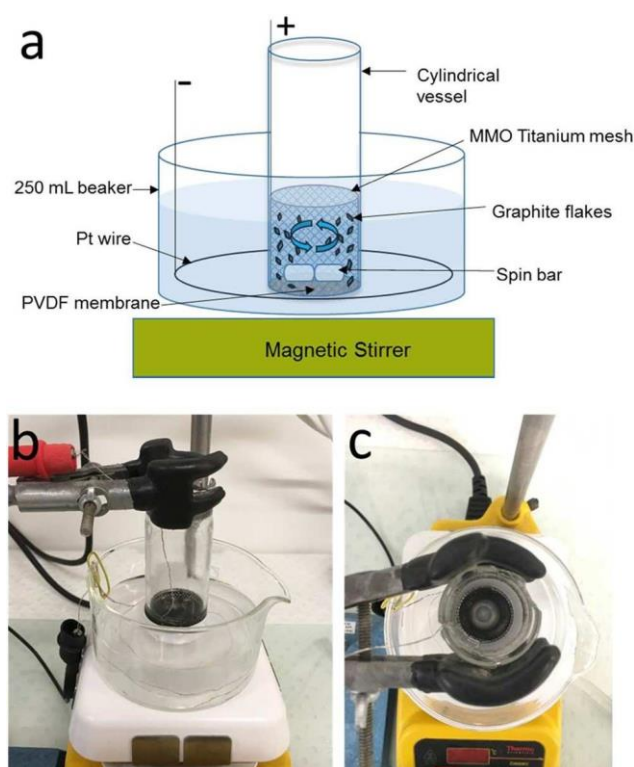 a
+
−
Cylindrical
vessel
MMO Titanium mesh
250 mL beaker
Graphite flakes
Pt wire
Spin bar
PVDF membrane
Magnetic Stirrer
b
c
Thermo